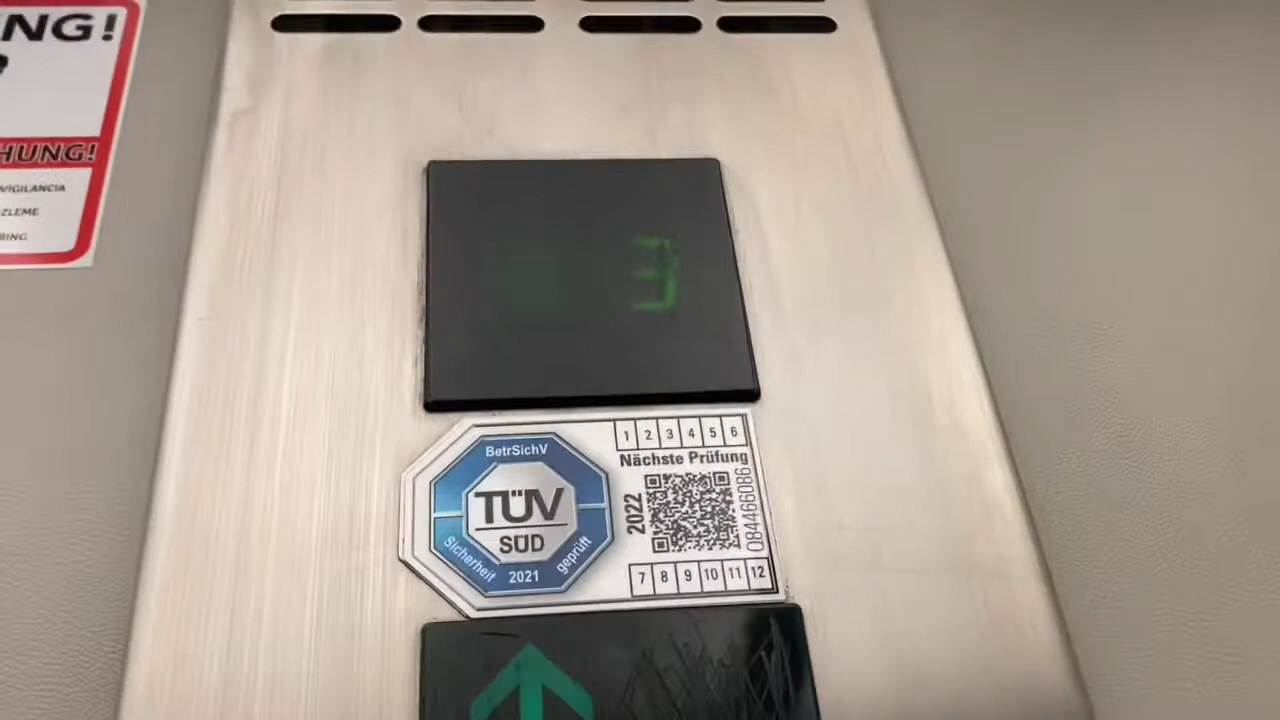 NG!
HUNG!
VIGILANCIA
ZLEME
RING
3
BetrSichV
TÜV
SÜD
Sicherheit 2021 geprüft
1 2 3 4 5 6
Nächste Prüfung
2022
084466086
7 8 9 10 11 12